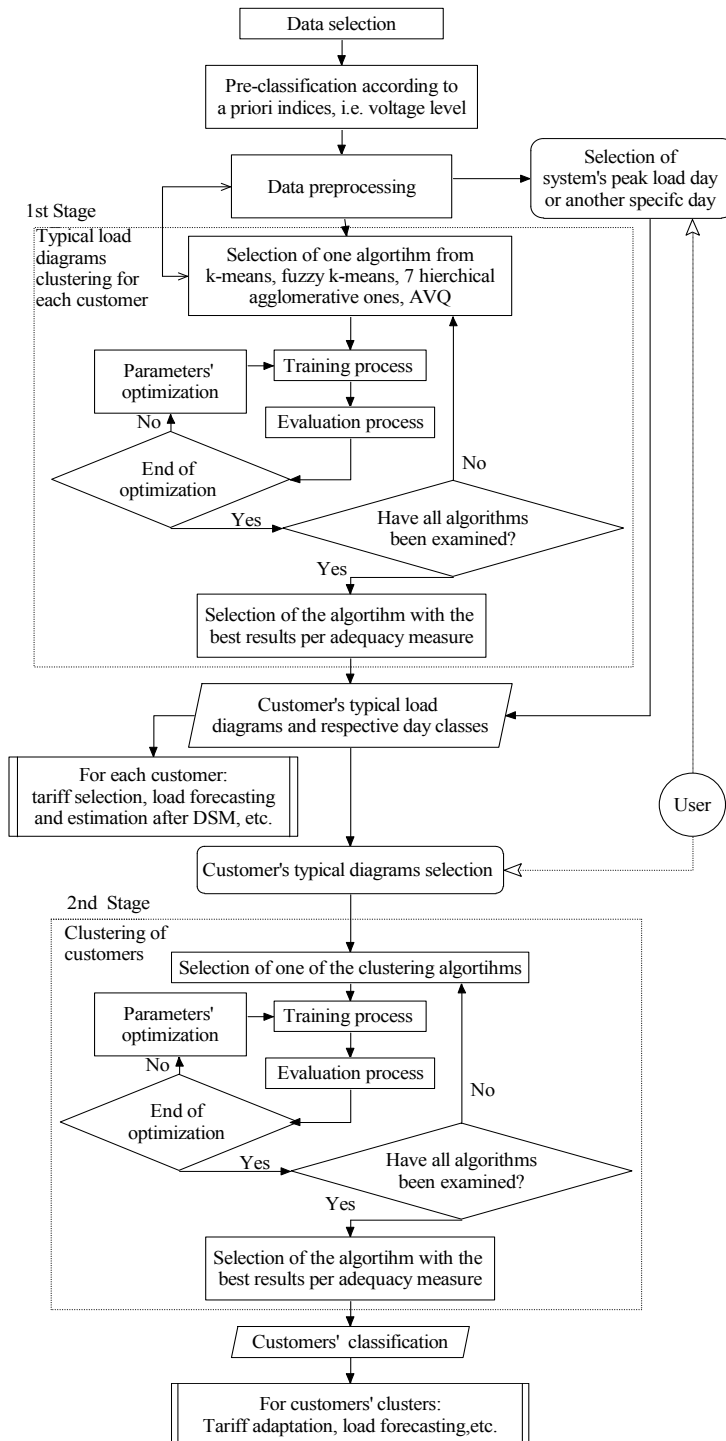 Data selection
Pre-classification according to
a priori indices, i.e. voltage level
Data preprocessing
Selection of
system's peak load day
or another specifc day
1st Stage
Typical load
diagrams
clustering for
each customer
Selection of one algortihm from
k-means, fuzzy k-means, 7 hierchical
agglomerative ones, AVQ
Parameters'
optimization
Training process
Evaluation process
No
End of
optimization
Yes
No
Have all algorithms
been examined?
Yes
Selection of the algortihm with the
best results per adequacy measure
Customer's typical load
diagrams and respective day classes
For each customer:
tariff selection, load forecasting
and estimation after DSM, etc.
User
Customer's typical diagrams selection
2nd Stage
Clustering of
customers
Selection of one of the clustering algorithms
Parameters'
optimization
Training process
Evaluation process
No
End of
optimization
Yes
No
Have all algorithms
been examined?
Yes
Selection of the algortihm with the
best results per adequacy measure
Customers' classification
For customers' clusters:
Tariff adaptation, load forecasting,etc.